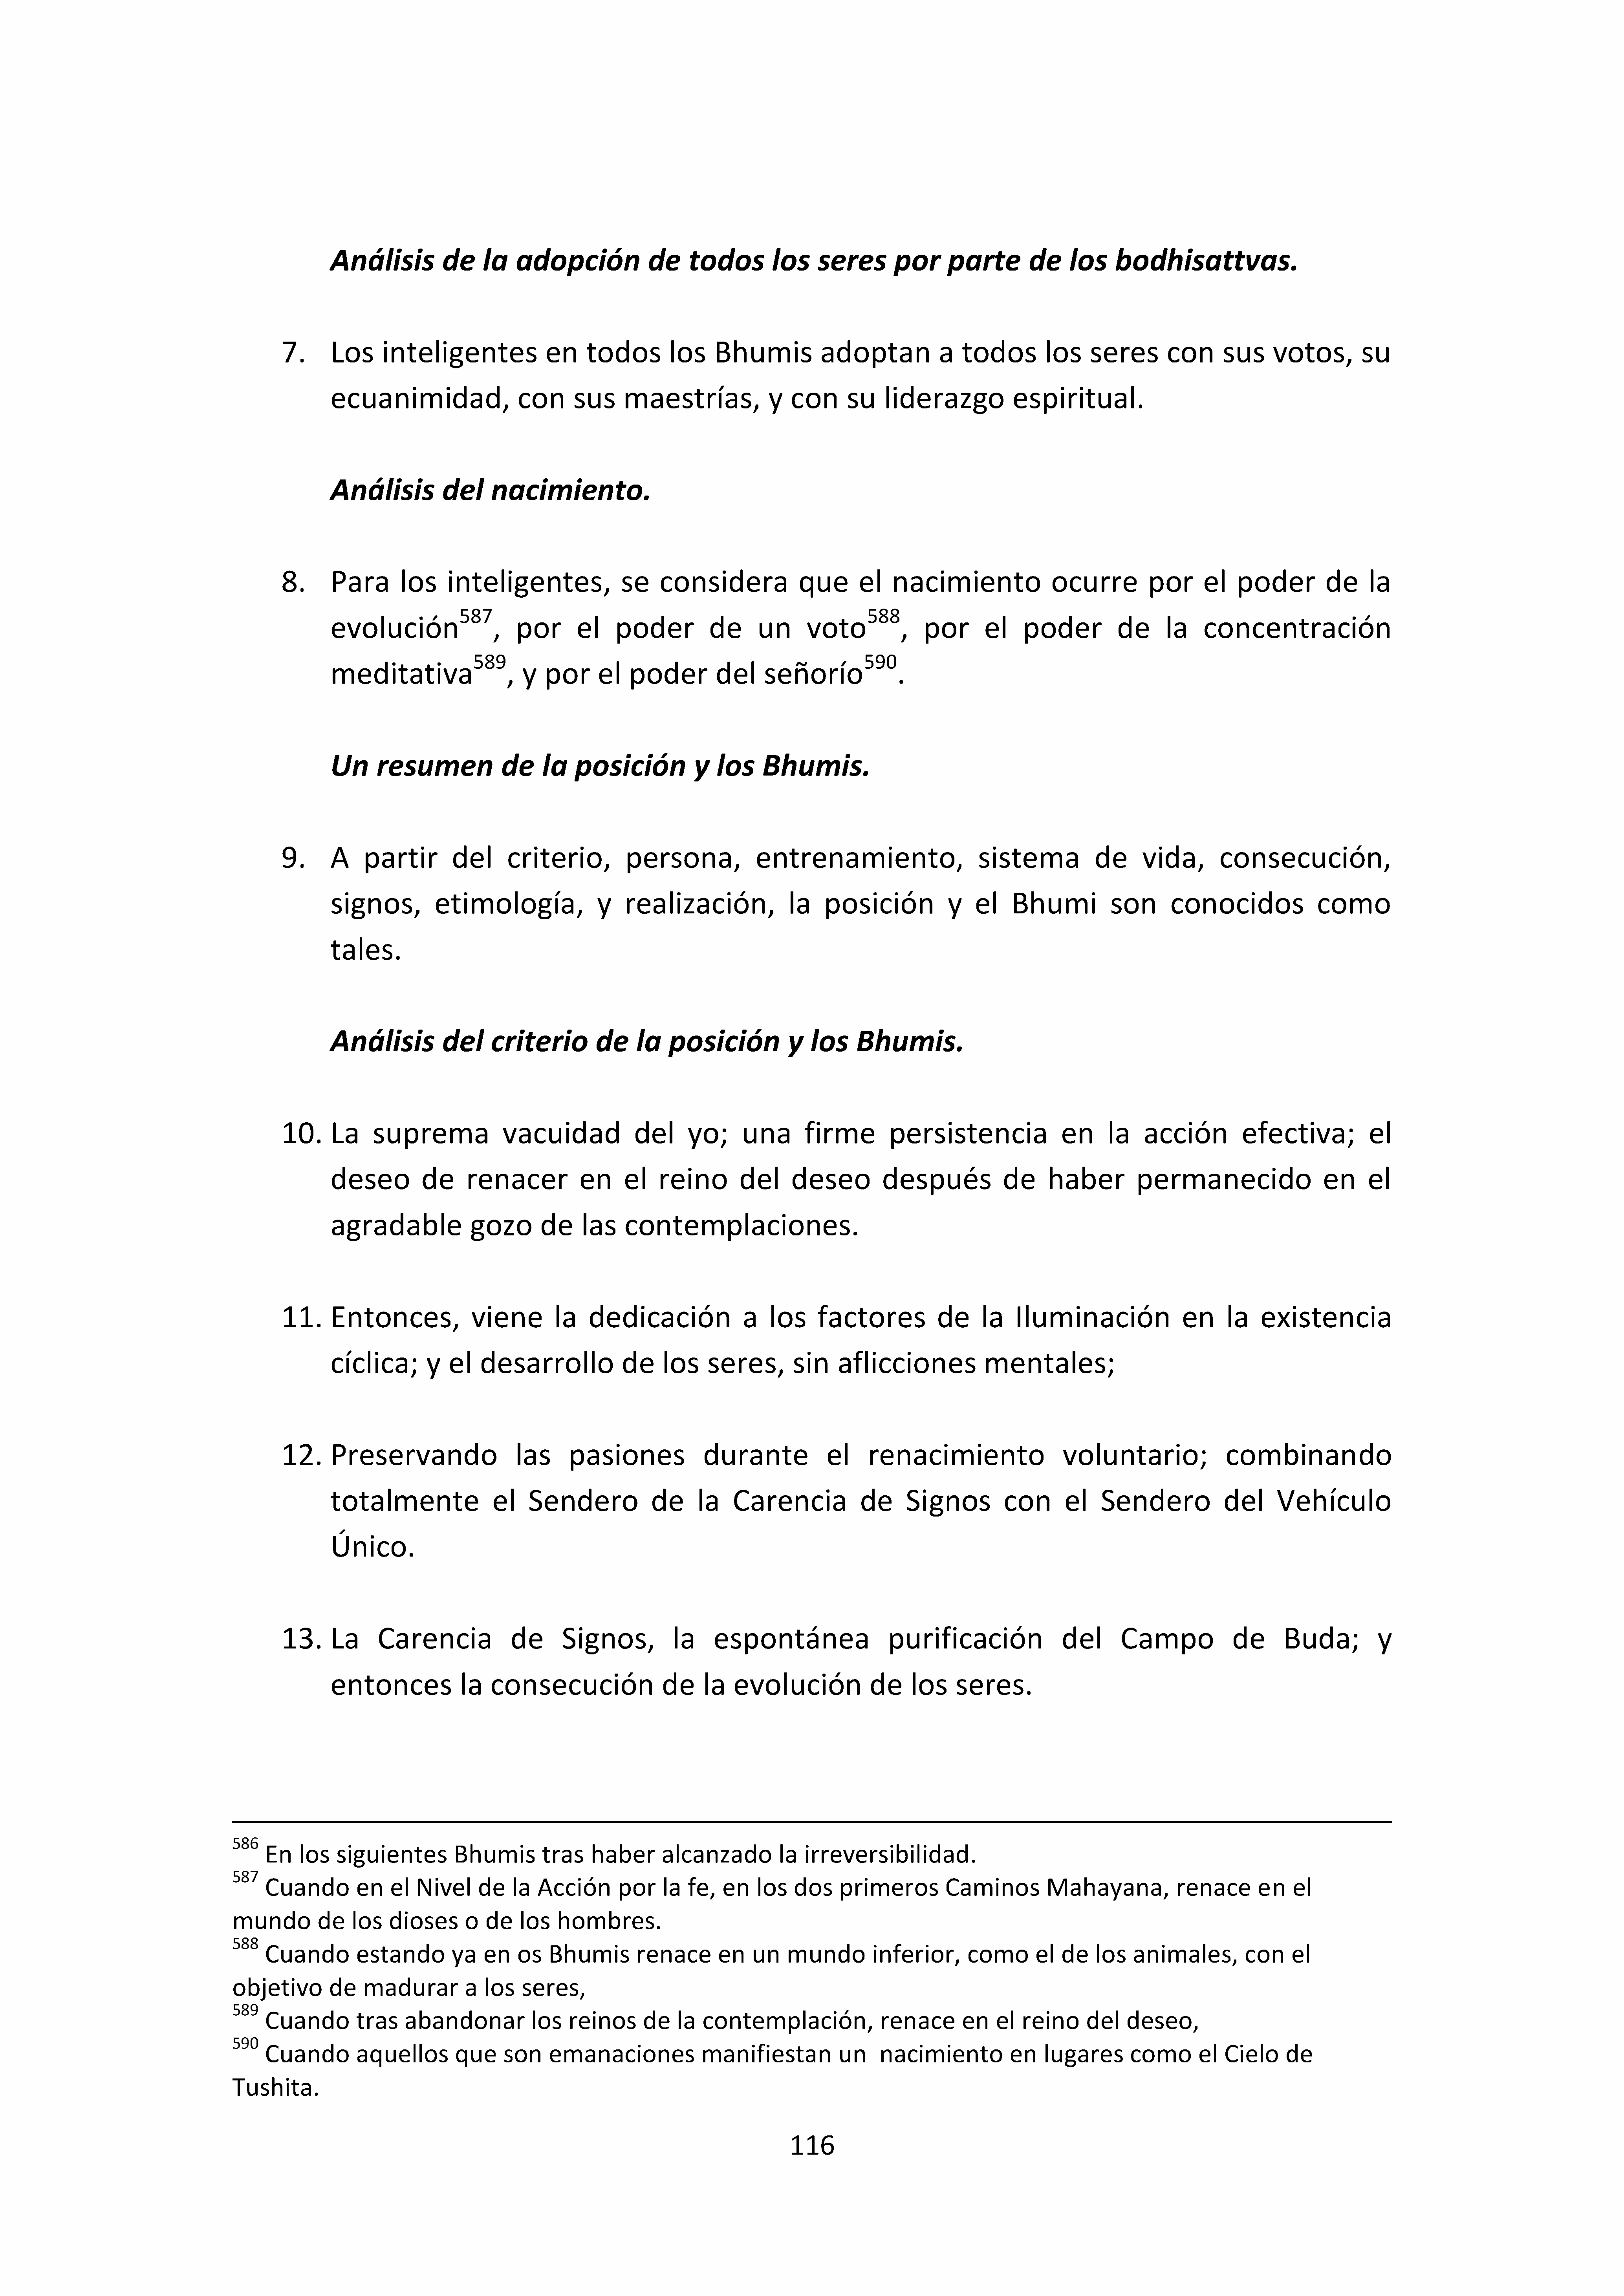 Análisis de la adopción de todos los seres por parte de los bodhisattvas.
7. Los inteligentes en todos los Bhumis adoptan a todos los seres con sus votos, su
ecuanimidad, con sus maestrías, y con su liderazgo espiritual.
Análisis del nacimiento.
8. Para los inteligentes, se considera que el nacimiento ocurre por el poder de la
evolución587, por el poder de un voto588, por el poder de la concentración
meditativa589, y por el poder del señorío590.
Un resumen de la posición y los Bhumis.
9. A partir del criterio, persona, entrenamiento, sistema de vida, consecución,
signos, etimología, y realización, la posición y el Bhumi son conocidos como
tales.
Análisis del criterio de la posición y los Bhumis.
10. La suprema vacuidad del yo; una firme persistencia en la acción efectiva; el
deseo de renacer en el reino del deseo después de haber permanecido en el
agradable gozo de las contemplaciones.
11. Entonces, viene la dedicación a los factores de la Iluminación en la existencia
cíclica; y el desarrollo de los seres, sin aflicciones mentales;
12. Preservando las pasiones durante el renacimiento voluntario; combinando
totalmente el Sendero de la Carencia de Signos con el Sendero del Vehículo
Único.
13. La Carencia de Signos, la espontánea purificación del Campo de Buda; y
entonces la consecución de la evolución de los seres.
586 En los siguientes Bhumis tras haber alcanzado la irreversibilidad.
587 Cuando en el Nivel de la Acción por la fe, en los dos primeros Caminos Mahayana, renace en el
mundo de los dioses o de los hombres.
588 Cuando estando ya en os Bhumis renace en un mundo inferior, como el de los animales, con el
objetivo de madurar a los seres,
589 Cuando tras abandonar los reinos de la contemplación, renace en el reino del deseo,
590 Cuando aquellos que son emanaciones manifiestan un  nacimiento en lugares como el Cielo de
Tushita.
116